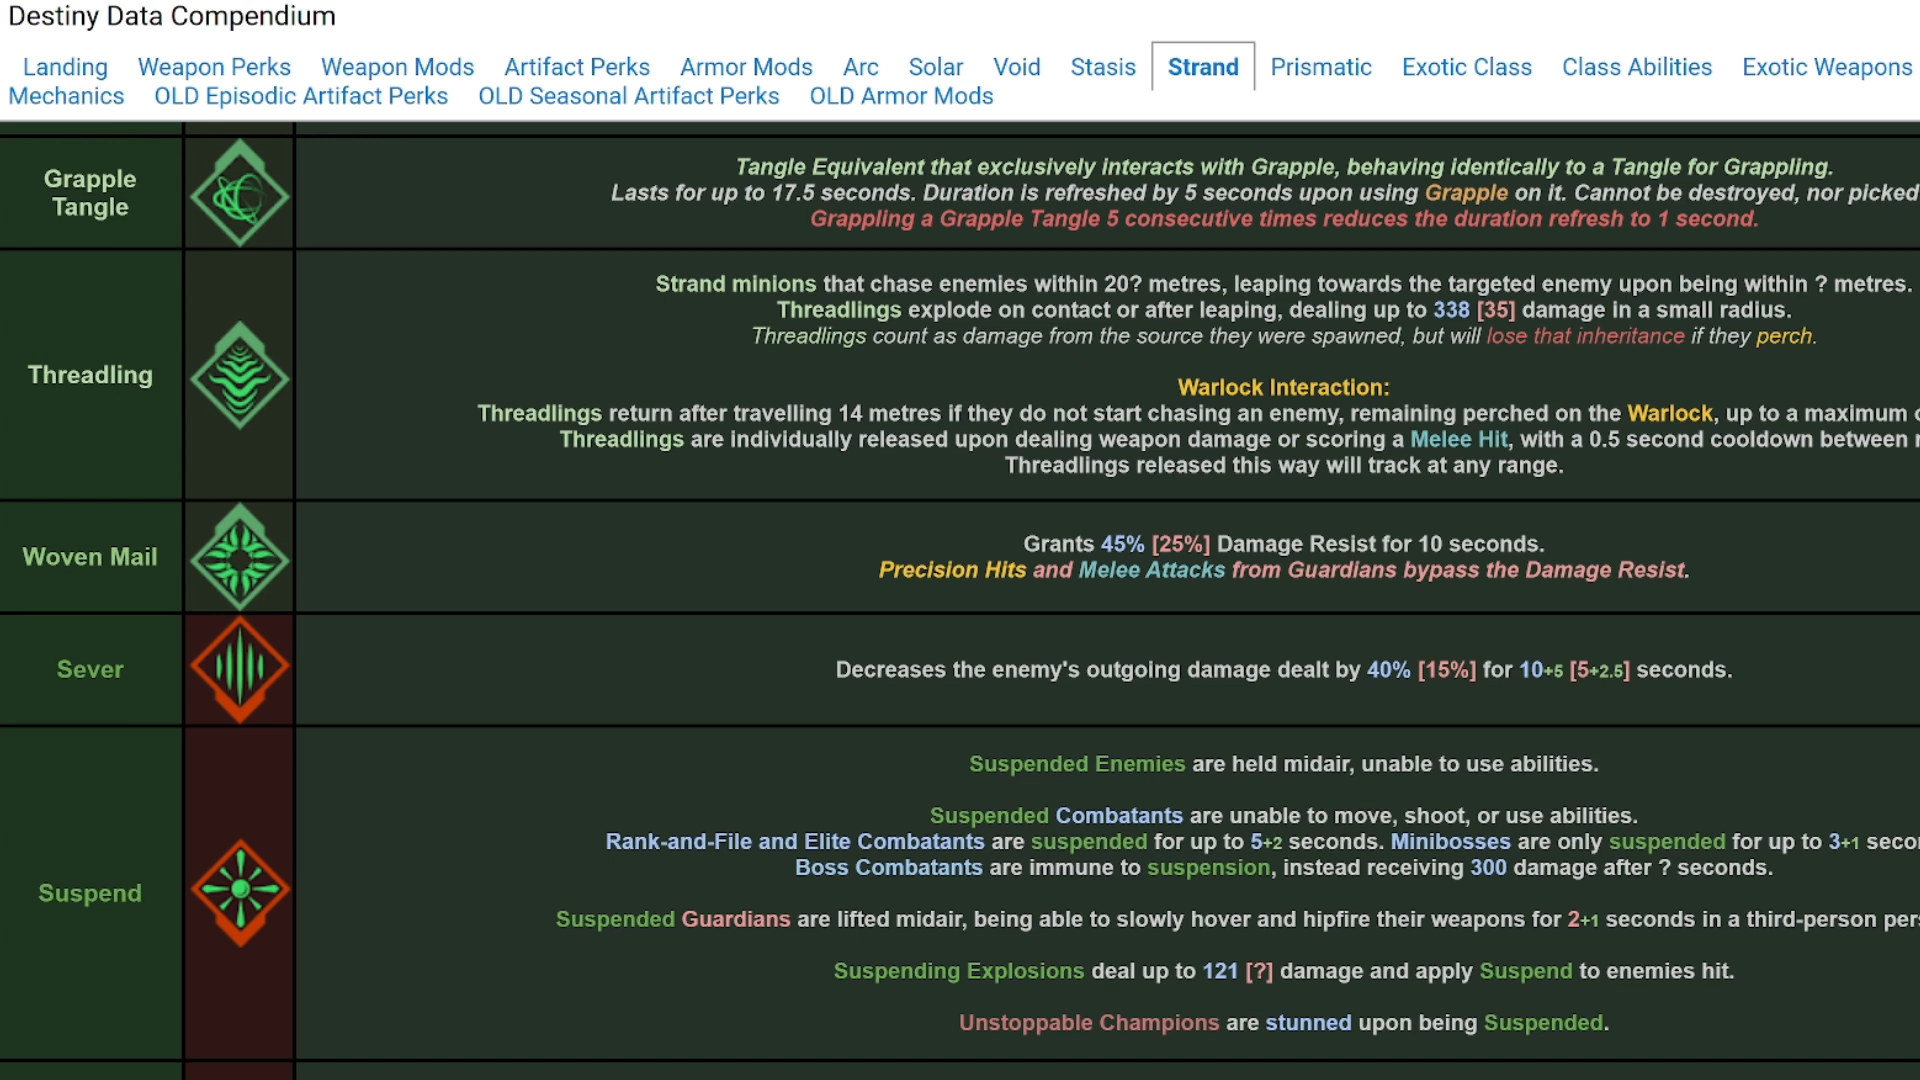 Destiny Data Compendium
Landing Weapon Perks Weapon Mods Artifact Perks Armor Mods Arc Solar Void Stasis Strand Prismatic Exotic Class Class Abilities Exotic Weapons
Mechanics OLD Episodic Artifact Perks OLD Seasonal Artifact Perks OLD Armor Mods
Grapple
Tangle
Tangle Equivalent that exclusively interacts with Grapple, behaving identically to a Tangle for Grappling.
Lasts for up to 17.5 seconds. Duration is refreshed by 5 seconds upon using Grapple on it. Cannot be destroyed, nor picked
Grappling a Grapple Tangle 5 consecutive times reduces the duration refresh to 1 second.
Threadling
Strand minions that chase enemies within 20? metres, leaping towards the targeted enemy upon being within ? metres.
Threadlings explode on contact or after leaping, dealing up to 338 [35] damage in a small radius.
Threadlings count as damage from the source they were spawned, but will lose that inheritance if they perch.
Warlock Interaction:
Threadlings return after travelling 14 metres if they do not start chasing an enemy, remaining perched on the Warlock, up to a maximum
Threadlings are individually released upon dealing weapon damage or scoring a Melee Hit, with a 0.5 second cooldown between
Threadlings released this way will track at any range.
Woven Mail
Grants 45% [25%] Damage Resist for 10 seconds.
Precision Hits and Melee Attacks from Guardians bypass the Damage Resist.
Sever
Decreases the enemy's outgoing damage dealt by 40% [15%] for 10+5 [5+2.5] seconds.
Suspend
Suspended Enemies are held midair, unable to use abilities.
Suspended Combatants are unable to move, shoot, or use abilities.
Rank-and-File and Elite Combatants are suspended for up to 5+2 seconds. Minibosses are only suspended for up to 3+1
Boss Combatants are immune to suspension, instead receiving 300 damage after ? seconds.
Suspended Guardians are lifted midair, being able to slowly hover and hipfire their weapons for 2+1 seconds in a third-person
Suspending Explosions deal up to 121 [?] damage and apply Suspend to enemies hit.
Unstoppable Champions are stunned upon being Suspended.